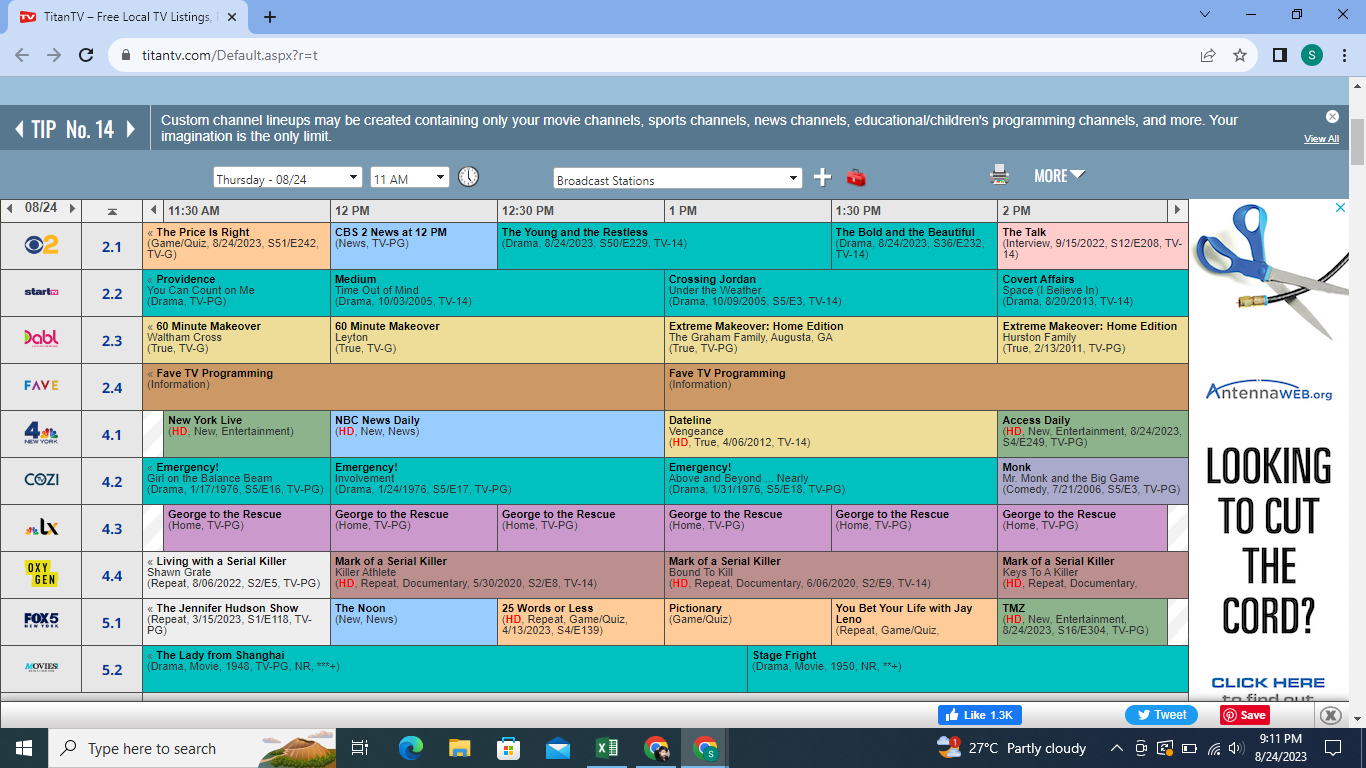 TitanTV – Free Local TV Listings,
titantv.com/Default.aspx?r=t
S
TIP No. 14
Custom channel lineups may be created containing only your movie channels, sports channels, news channels, educational/children's programming channels, and more. Your
imagination is the only limit.
View All
Thursday - 08/24
11 AM
Broadcast Stations
MORE
08/24
11:30 AM
12 PM
12:30 PM
1 PM
1:30 PM
2 PM
2
2.1
« The Price Is Right
(Game/Quiz, 8/24/2023, S51/E242,
TV-G)
CBS 2 News at 12 PM
(News, TV-PG)
The Young and the Restless
(Drama, 8/24/2023, S50/E229, TV-14)
The Bold and the Beautiful
(Drama, 8/24/2023, S36/E232,
TV-14)
The Talk
(Interview, 9/15/2022, S12/E208, TV-
14)
start TV
2.2
« Providence
You Can Count on Me
(Drama, TV-PG)
Medium
Time Out of Mind
(Drama, 10/03/2005, TV-14)
Crossing Jordan
Under the Weather
(Drama, 10/09/2005, S5/E3, TV-14)
Covert Affairs
Space (I Believe In)
(Drama, 8/20/2013, TV-14)
Dabl
2.3
« 60 Minute Makeover
Waltham Cross
(True, TV-G)
60 Minute Makeover
Leyton
(True, TV-G)
Extreme Makeover: Home Edition
The Graham Family, Augusta, GA
(True, TV-PG)
Extreme Makeover: Home Edition
Hurston Family
(True, 2/13/2011, TV-PG)
FAVE
2.4
« Fave TV Programming
(Information)
Fave TV Programming
(Information)
4
NEW YORK
4.1
New York Live
(HD, New, Entertainment)
NBC News Daily
(HD, New, News)
Dateline
Vengeance
(HD, True, 4/06/2012, TV-14)
Access Daily
(HD, New, Entertainment, 8/24/2023,
S4/E249, TV-PG)
COZI
4.2
« Emergency!
Girl on the Balance Beam
(Drama, 1/17/1976, S5/E16, TV-PG)
Emergency!
Involvement
(Drama, 1/24/1976, S5/E17, TV-PG)
Emergency!
Above and Beyond ... Nearly
(Drama, 1/31/1976, S5/E18, TV-PG)
Monk
Mr. Monk and the Big Game
(Comedy, 7/21/2006, S5/E3, TV-PG)
Lx
4.3
George to the Rescue
(Home, TV-PG)
George to the Rescue
(Home, TV-PG)
George to the Rescue
(Home, TV-PG)
George to the Rescue
(Home, TV-PG)
George to the Rescue
(Home, TV-PG)
George to the Rescue
(Home, TV-PG)
OXY
GEN
4.4
« Living with a Serial Killer
Shawn Grate
(Repeat, 8/06/2022, S2/E5, TV-PG)
Mark of a Serial Killer
Killer Athlete
(HD, Repeat, Documentary, 5/30/2020, S2/E8, TV-14)
Mark of a Serial Killer
Bound To Kill
(HD, Repeat, Documentary, 6/06/2020, S2/E9, TV-14)
Mark of a Serial Killer
Keys To A Killer
(HD, Repeat, Documentary,
FOX 5
NEW YORK
5.1
« The Jennifer Hudson Show
(Repeat, 3/15/2023, S1/E118, TV-
PG)
The Noon
(New, News)
25 Words or Less
(HD, Repeat, Game/Quiz,
4/13/2023, S4/E139)
Pictionary
(Game/Quiz)
You Bet Your Life with Jay
Leno
(Repeat, Game/Quiz,
TMZ
(HD, New, Entertainment,
8/24/2023, S16/E304, TV-PG)
MOVIES!
5.2
« The Lady from Shanghai
(Drama, Movie, 1948, TV-PG, NR, ***+)
Stage Fright
(Drama, Movie, 1950, NR, **+)
AntennaWEB.org
LOOKING
TO CUT
THE
CORD?
CLICK HERE
to find out
Like 1.3K
Tweet
Save
Type here to search
1
27°C Partly cloudy
S
9:11 PM
8/24/2023